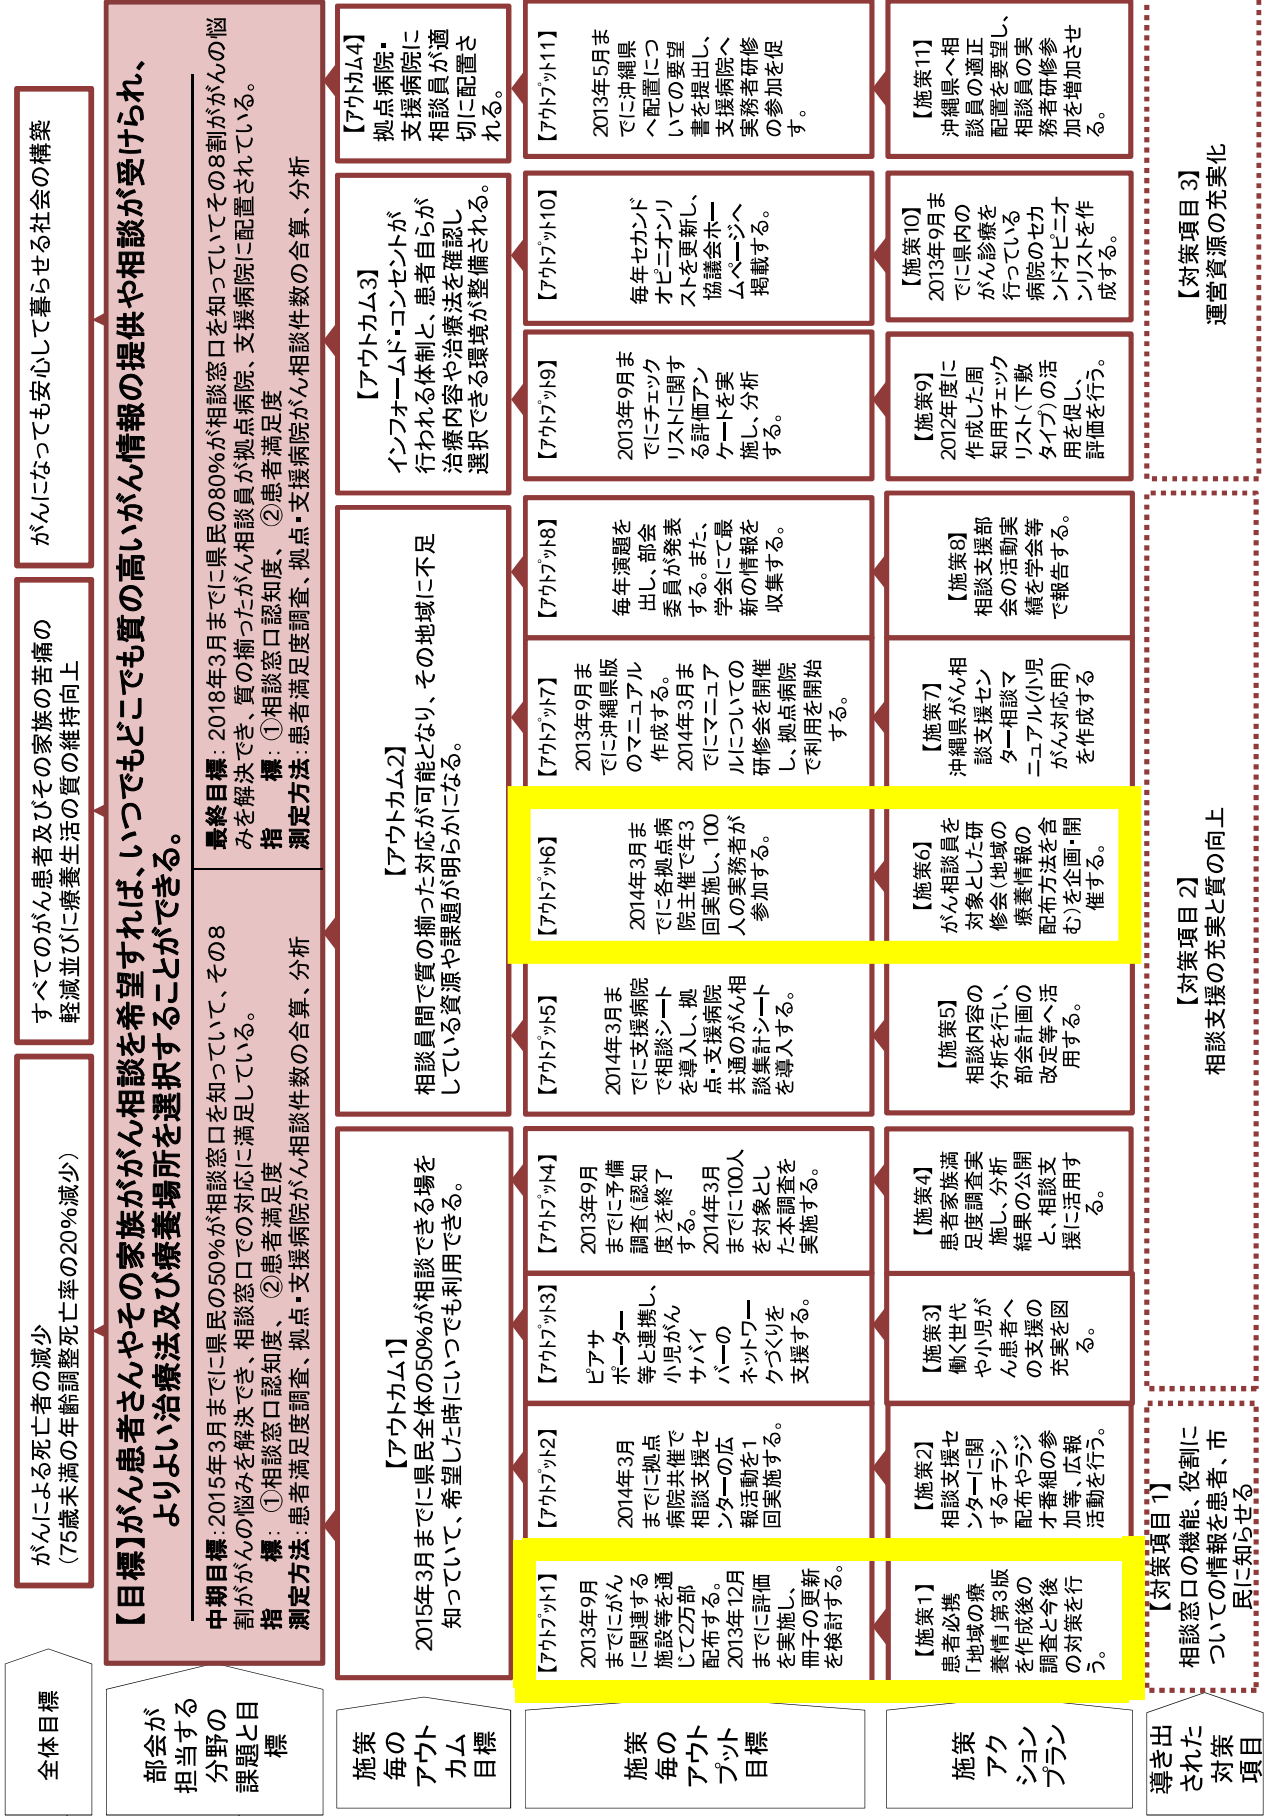 全体目標
がんによる死亡者の減少
(75歳未満の年齢調整死亡率の20%減少)
すべてのがん患者及びその家族の苦痛の
軽減並びに療養生活の質の維持向上
がんになっても安心して暮らせる社会の構築
部会が
担当する
分野の
課題と目
標
【目標】がん患者さんやその家族ががん相談を希望すれば、いつでもどこでも質の高いがん情報の提供や相談が受けられ、
よりよい治療法及び療養場所を選択することができる。
中期目標:2015年3月までに県民の50%が相談窓口を知っていて、その8
割ががんの悩みを解決でき、相談窓口での対応に満足している。
指　標: ①相談窓口認知度、 ②患者満足度
測定方法:患者満足度調査、拠点・支援病院がん相談件数の合算、分析
最終目標: 2018年3月までに県民の80%が相談窓口を知っていてその8割ががんの悩
みを解決でき、質の揃ったがん相談員が拠点病院、支援病院に配置されている。
指　標: ①相談窓口認知度、 ②患者満足度
測定方法:患者満足度調査、拠点・支援病院がん相談件数の合算、分析
施策
毎の
アウト
カム
目標
【アウトカム1】
2015年3月までに県民全体の50%が相談できる場を
知っていて、希望した時にいつでも利用できる。
【アウトカム2】
相談員間で質の揃った対応が可能となり、その地域に不足
している資源や課題が明らかになる。
【アウトカム3】
インフォームド・コンセントが
行われる体制と、患者自らが
治療内容や治療法を確認し
選択できる環境が整備される。
【アウトカム4】
拠点病院・
支援病院に
相談員が適
切に配置さ
れる。
施策
毎の
アウト
プット
目標
【アウトプット1】
2013年9月
までにがん
に関連する
施設等を通
じて2万部
配布する。
2013年12月
までに評価
を実施し、
冊子の更新
を検討する。
【アウトプット2】
2014年3月
までに拠点
病院共催で
相談支援セ
ンターの広
報活動を1
回実施する。
【アウトプット3】
ピアサ
ポーター
等と連携し、
小児がん
サバイ
バーの
ネットワー
クづくりを
支援する。
【アウトプット4】
2013年9月
までに予備
調査(認知
度)を終了
する。
2014年3月
までに100人
を対象とし
た本調査を
実施する。
【アウトプット5】
2014年3月ま
でに支援病院
で相談シート
を導入し、拠
点・支援病院
共通のがん相
談集計シート
を導入する。
【アウトプット6】
2014年3月ま
でに各拠点病
院主催で年3
回実施し、100
人の実務者が
参加する。
【アウトプット7】
2013年9月ま
でに沖縄県版
のマニュアル
作成する。
2014年3月ま
でにマニュア
ルについての
研修会を開催
し、拠点病院
で利用を開始
する。
【アウトプット8】
毎年演題を
出し、部会
委員が発表
する。また、
学会にて最
新の情報を
収集する。
【アウトプット9】
2013年9月ま
でにチェック
リストに関す
る評価アン
ケートを実
施し、分析
する。
【アウトプット10】
毎年セカンド
オピニオンリ
ストを更新し、
協議会ホー
ムページへ
掲載する。
【アウトプット11】
2013年5月ま
でに沖縄県
へ配置につ
いての要望
書を提出し、
支援病院へ
実務者研修
の参加を促
す。
施策
アク
ション
プラン
【施策1】
患者必携
「地域の療
養情」第3版
を作成後の
調査と今後
の対策を行
う。
【施策2】
相談支援セ
ンターに関
するチラシ
配布やラジ
オ番組の参
加等、広報
活動を行う。
【施策3】
働く世代
や小児が
ん患者へ
の支援の
充実を図
る。
【施策4】
患者家族満
足度調査実
施し、分析
結果の公開
と、相談支
援に活用す
る。
【施策5】
相談内容の
分析を行い、
部会計画の
改定等へ活
用する。
【施策6】
がん相談員を
対象とした研
修会(地域の
療養情報の
配布方法を含
む)を企画・開
催する。
【施策7】
沖縄県がん相
談支援セン
ター相談マ
ニュアル(小児
がん対応用)
を作成する
【施策8】
相談支援部
会の活動実
績を学会等
で報告する。
【施策9】
2012年度に
作成した周
知用チェック
リスト(下敷
タイプ)の活
用を促し、
評価を行う。
【施策10】
2013年9月ま
でに県内の
がん診療を
行っている
病院のセカ
ンドオピニオ
ンリストを作
成する。
【施策11】
沖縄県へ相
談員の適正
配置を要望し、
相談員の実
務者研修参
加を増加させ
る。
導き出
された
対策
項目
【対策項目 1】
相談窓口の機能、役割に
ついての情報を患者、市
民に知らせる
【対策項目 2】
相談支援の充実と質の向上
【対策項目 3】
運営資源の充実化